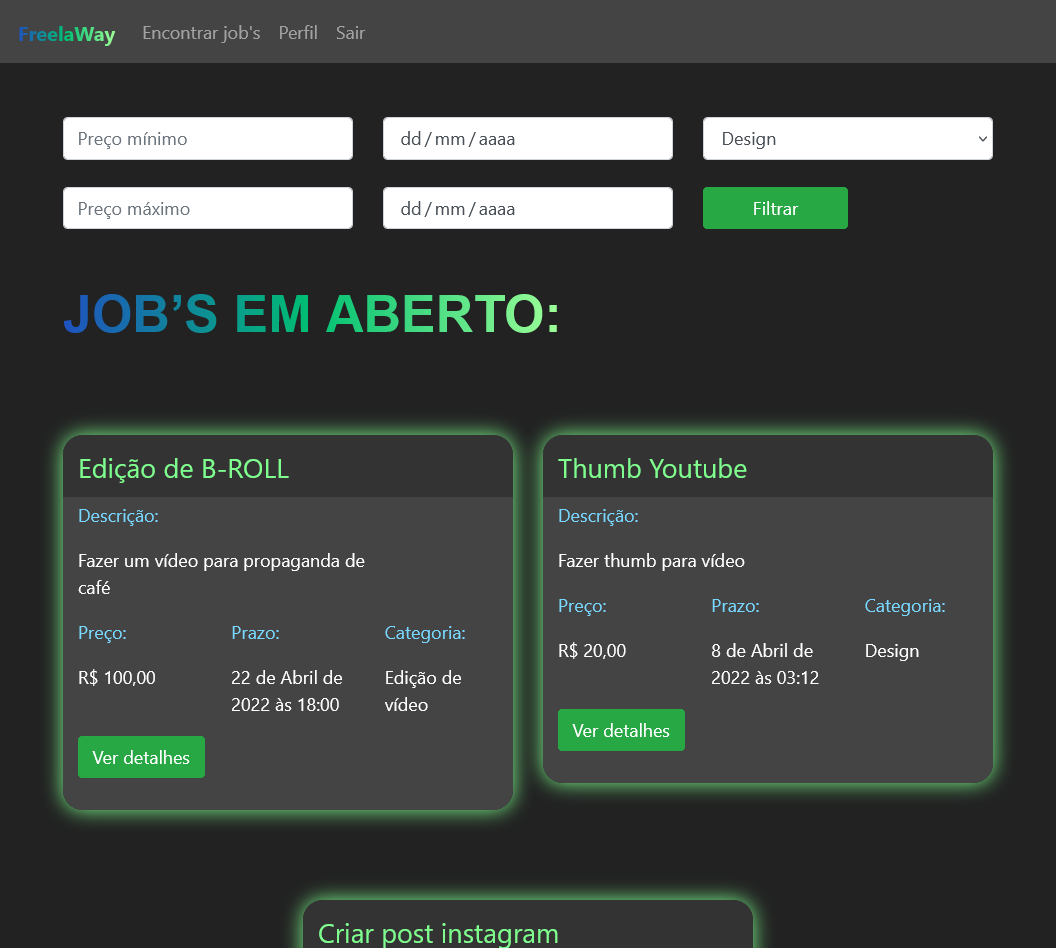 FreelaWay Encontrar job's Perfil Sair
Preço mínimo dd/mm/aaaa Design
Preço máximo dd/mm/aaaa Filtrar
JOB’S EM ABERTO:
Edição de B-ROLL
Descrição:
Fazer um vídeo para propaganda de
café
Preço: Prazo: Categoria:
R$ 100,00 22 de Abril de Edição de
2022 às 18:00 vídeo
Ver detalhes
Thumb Youtube
Descrição:
Fazer thumb para vídeo
Preço: Prazo: Categoria:
R$ 20,00 8 de Abril de Design
2022 às 03:12
Ver detalhes
Criar post instagram